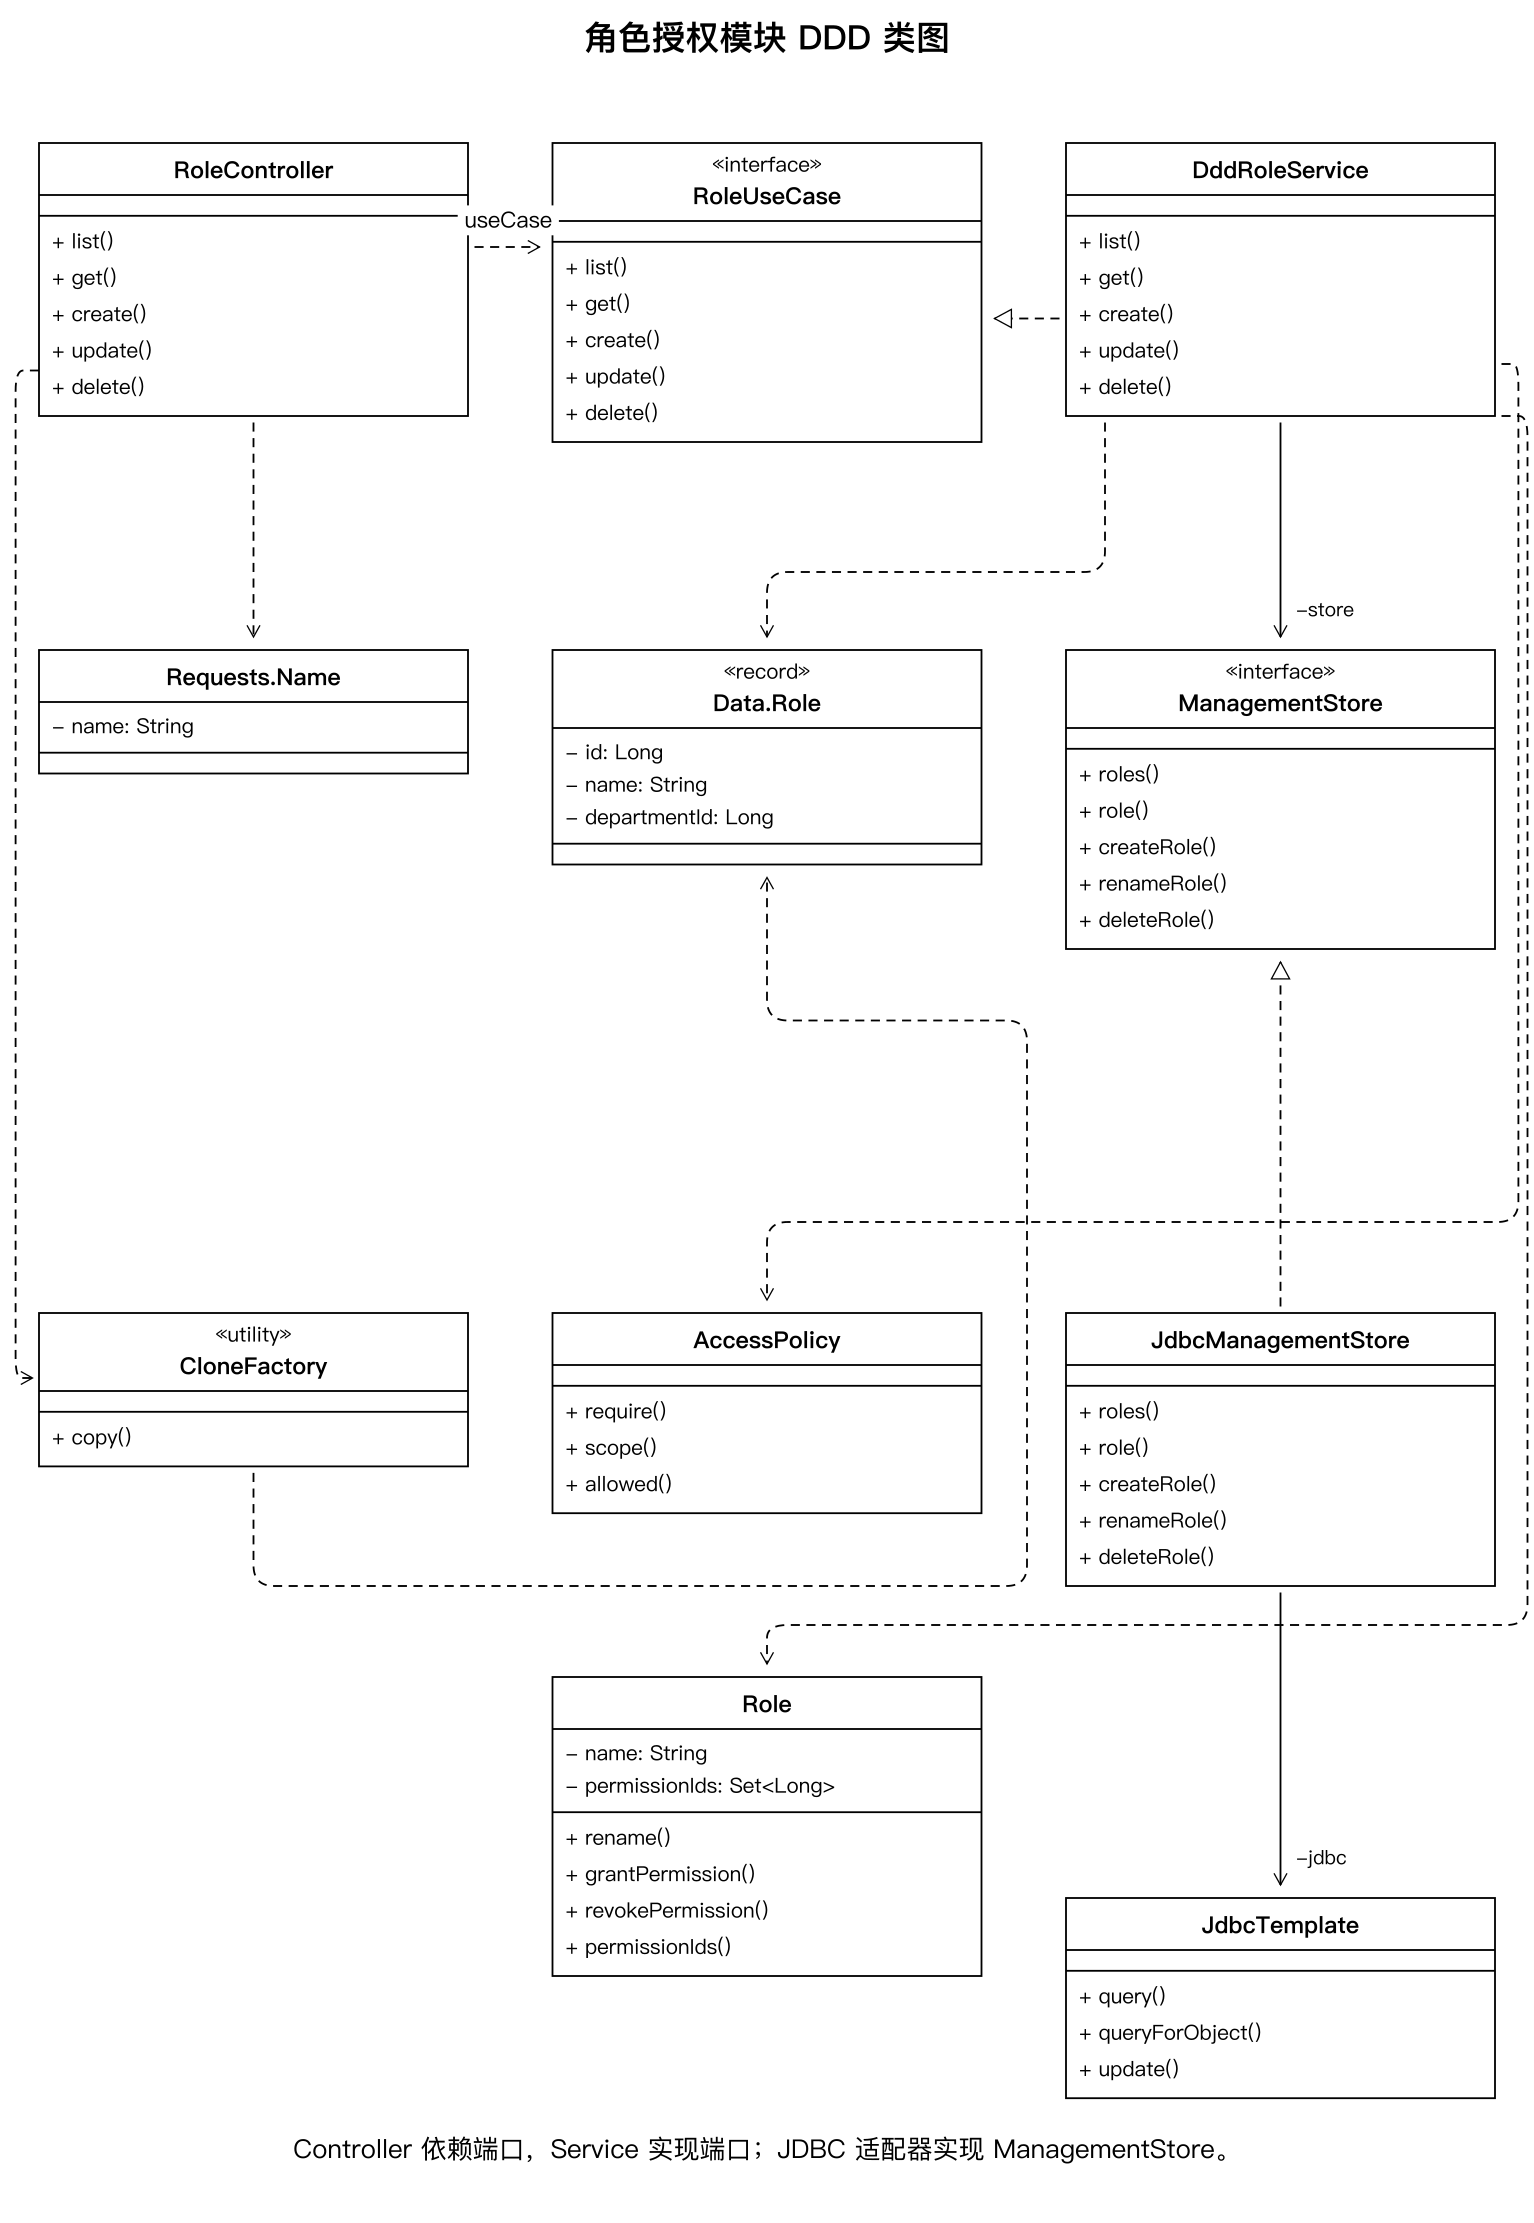 角色授权模块 DDD 类图
RoleController
+ list()
+ get()
+ create()
+ update()
+ delete()
useCase
«interface»
RoleUseCase
+ list()
+ get()
+ create()
+ update()
+ delete()
DddRoleService
+ list()
+ get()
+ create()
+ update()
+ delete()
−store
Requests.Name
− name: String
«record»
Data.Role
− id: Long
− name: String
− departmentId: Long
«interface»
ManagementStore
+ roles()
+ role()
+ createRole()
+ renameRole()
+ deleteRole()
«utility»
CloneFactory
+ copy()
AccessPolicy
+ require()
+ scope()
+ allowed()
JdbcManagementStore
+ roles()
+ role()
+ createRole()
+ renameRole()
+ deleteRole()
Role
− name: String
− permissionIds: Set<Long>
+ rename()
+ grantPermission()
+ revokePermission()
+ permissionIds()
−jdbc
JdbcTemplate
+ query()
+ queryForObject()
+ update()
Controller 依赖端口，Service 实现端口；JDBC 适配器实现 ManagementStore。